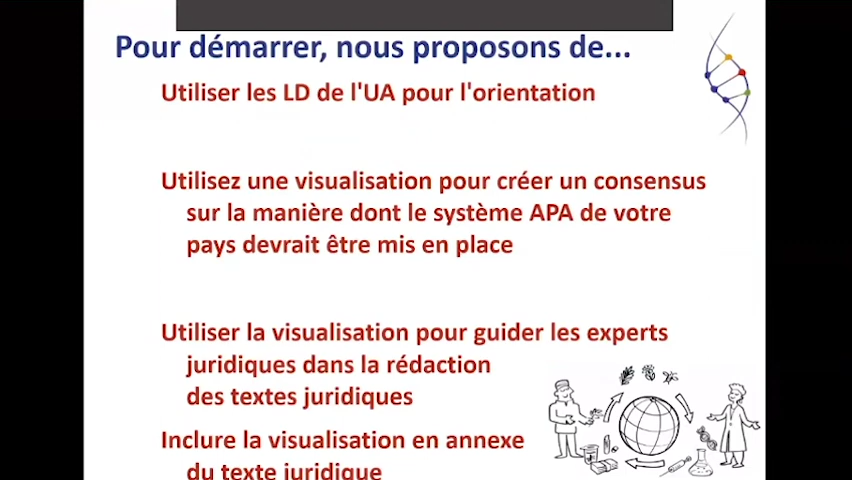 Pour démarrer, nous proposons de...
Utiliser les LD de l'UA pour l'orientation
Utilisez une visualisation pour créer un consensus
sur la manière dont le système APA de votre
pays devrait être mis en place
Utiliser la visualisation pour guider les experts
juridiques dans la rédaction
des textes juridiques
Inclure la visualisation en annexe
du texte juridique